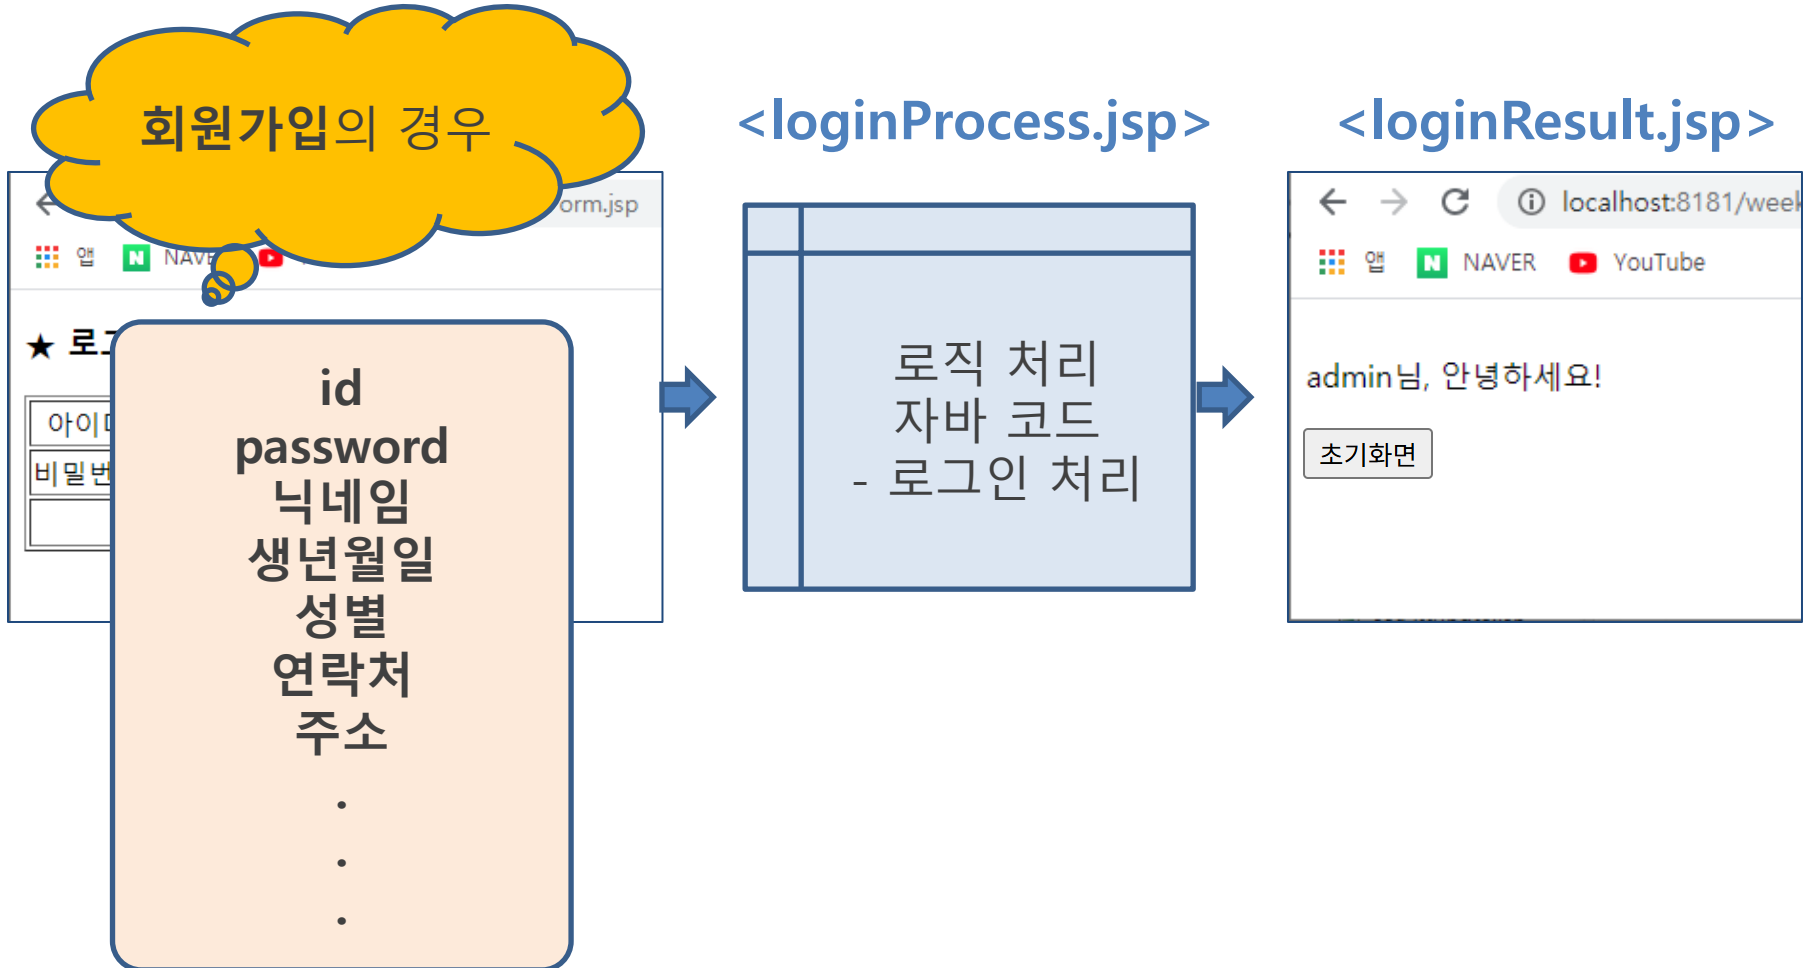 회원가입의 경우
<loginProcess.jsp>
<loginResult.jsp>
orm.jsp
앱 NAVE
★ 로그
아이디
비밀번
id
password
닉네임
생년월일
성별
연락처
주소
.
.
.
로직 처리
자바 코드
- 로그인 처리
localhost:8181/week
앱 NAVER YouTube
admin님, 안녕하세요!
초기화면